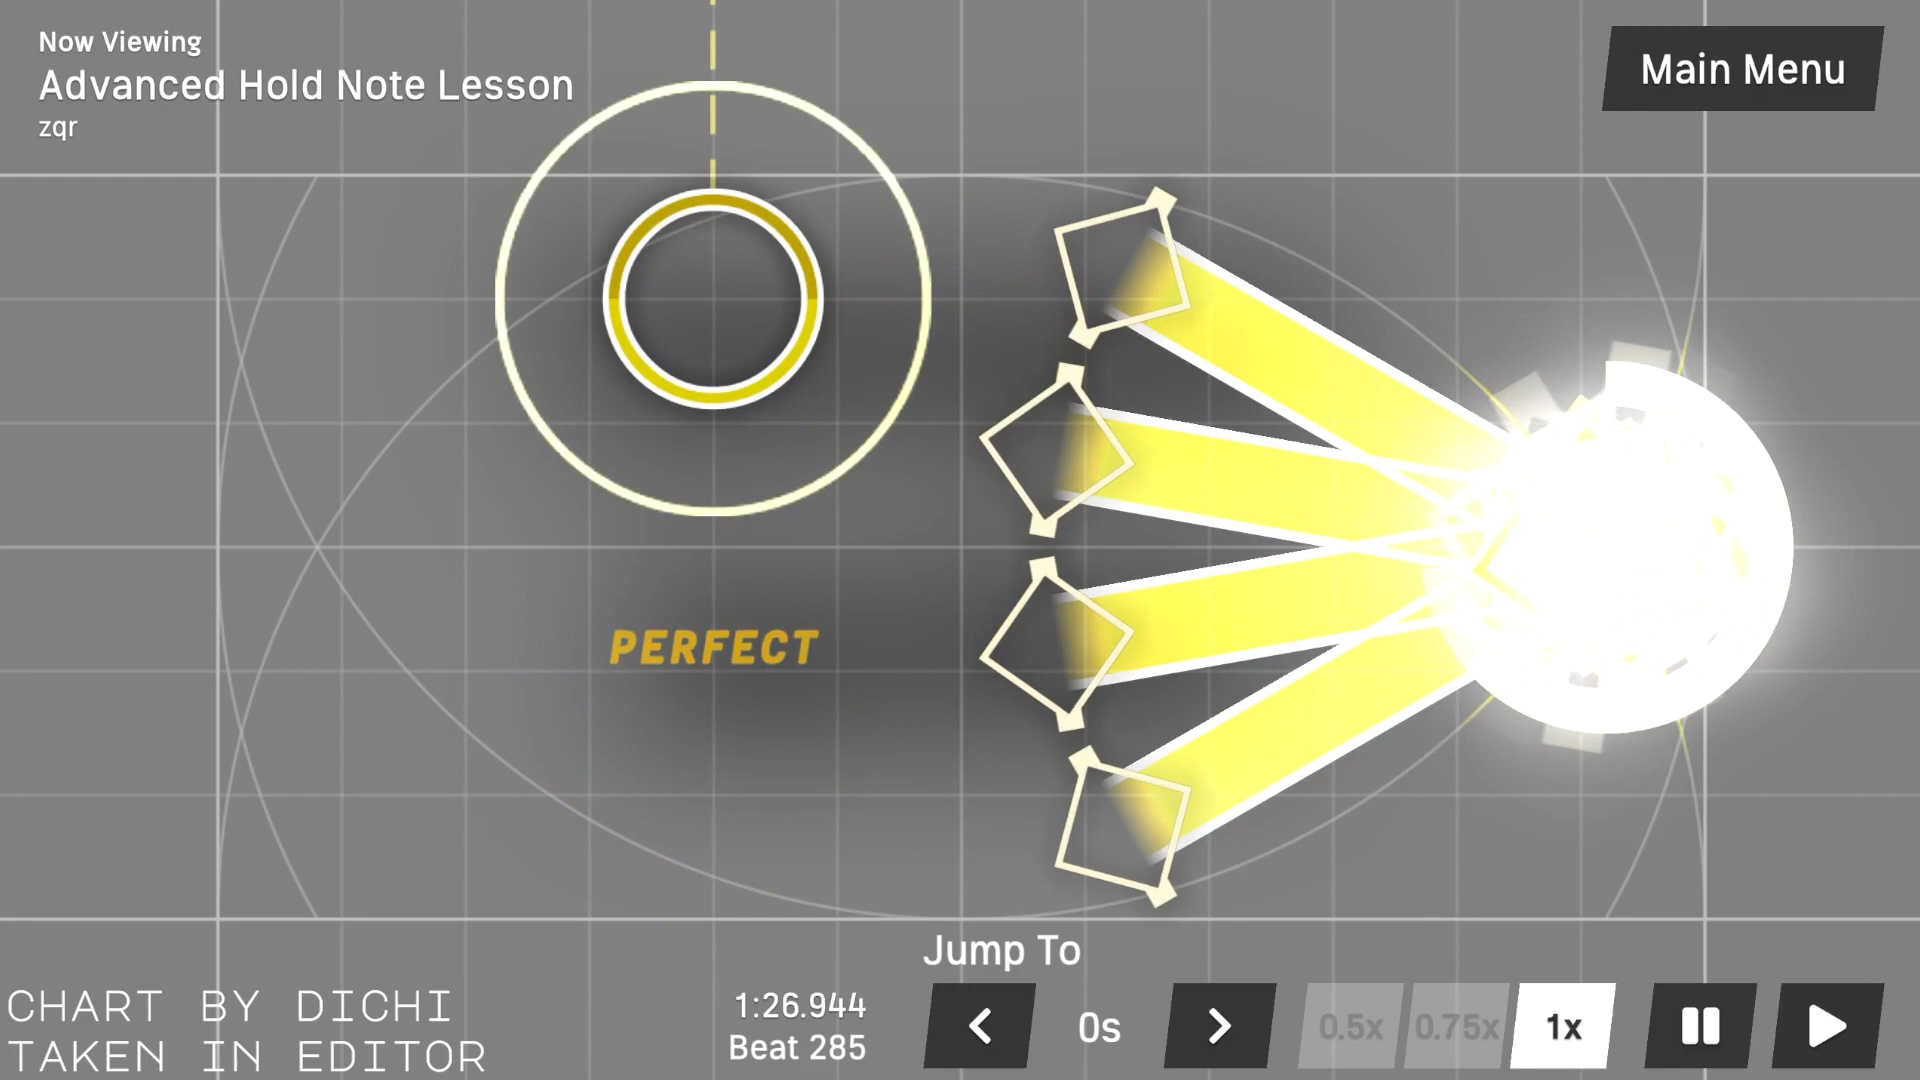 Now Viewing
Advanced Hold Note Lesson
zqr
Main Menu
PERFECT
Jump To
CHART BY DICHI
TAKEN IN EDITOR
1:26.944
Beat 285
0s
0.5x
0.75x
1x